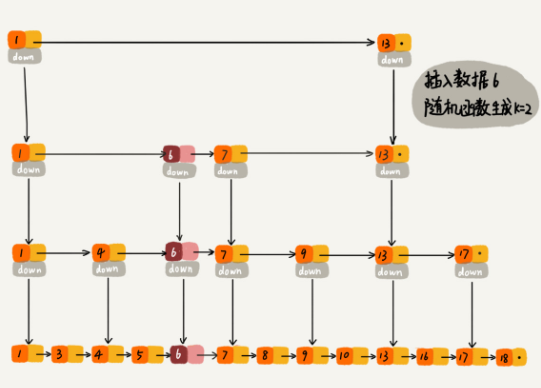 1 13
down down
插入数据6
随机函数生成K=2
1 6 7 13
down down down down
1 4 6 7 9 13 17
down down down down down down down
1 3 4 5 6 7 8 9 10 13 16 17 18